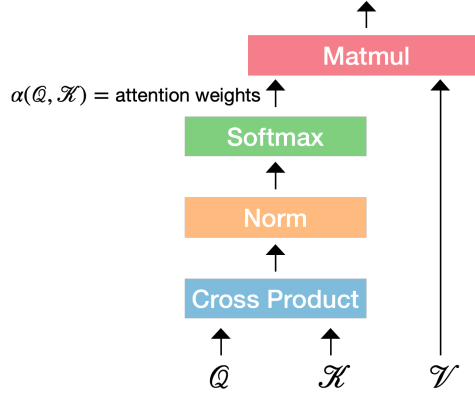 Matmul
α(𝒬, 𝒦) = attention weights
Softmax
Norm
Cross Product
𝒬 𝒦 𝒱